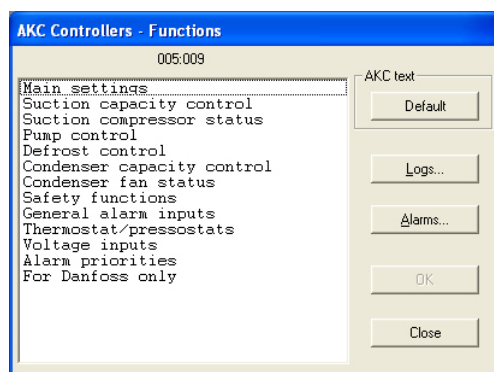 AKC Controllers - Functions
005:009
Main settings
Suction capacity control
Suction compressor status
Pump control
Defrost control
Condenser capacity control
Condenser fan status
Safety functions
General alarm inputs
Thermostat/pressostats
Voltage inputs
Alarm priorities
For Danfoss only
AKC text
Default
Logs...
Alarms...
OK
Close